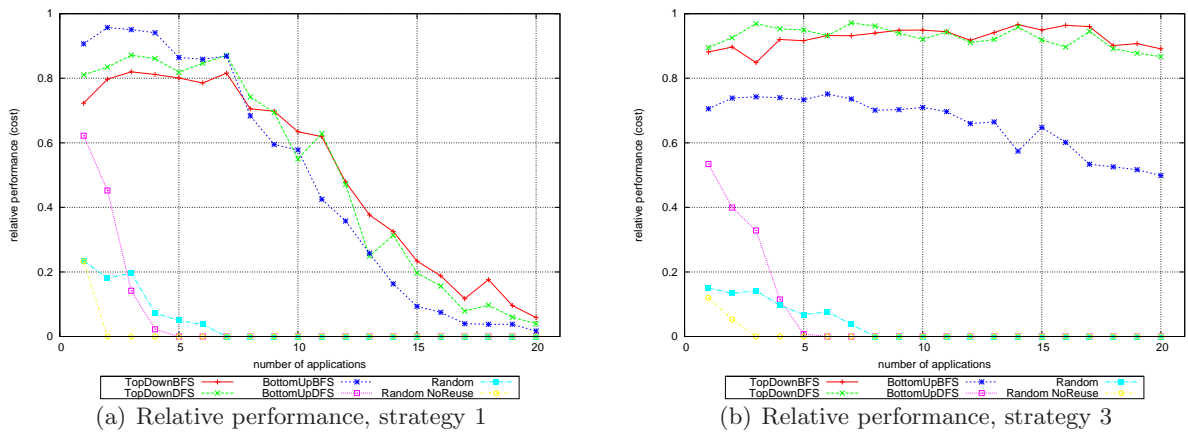 1
0.8
0.6
0.4
0.2
0
relative performance (cost)
0 5 10 15 20
number of applications
TopDownBFS BottomUpBFS Random
TopDownDFS BottomUpDFS Random NoReuse
(a) Relative performance, strategy 1
1
0.8
0.6
0.4
0.2
0
relative performance (cost)
0 5 10 15 20
number of applications
TopDownBFS BottomUpBFS Random
TopDownDFS BottomUpDFS Random NoReuse
(b) Relative performance, strategy 3